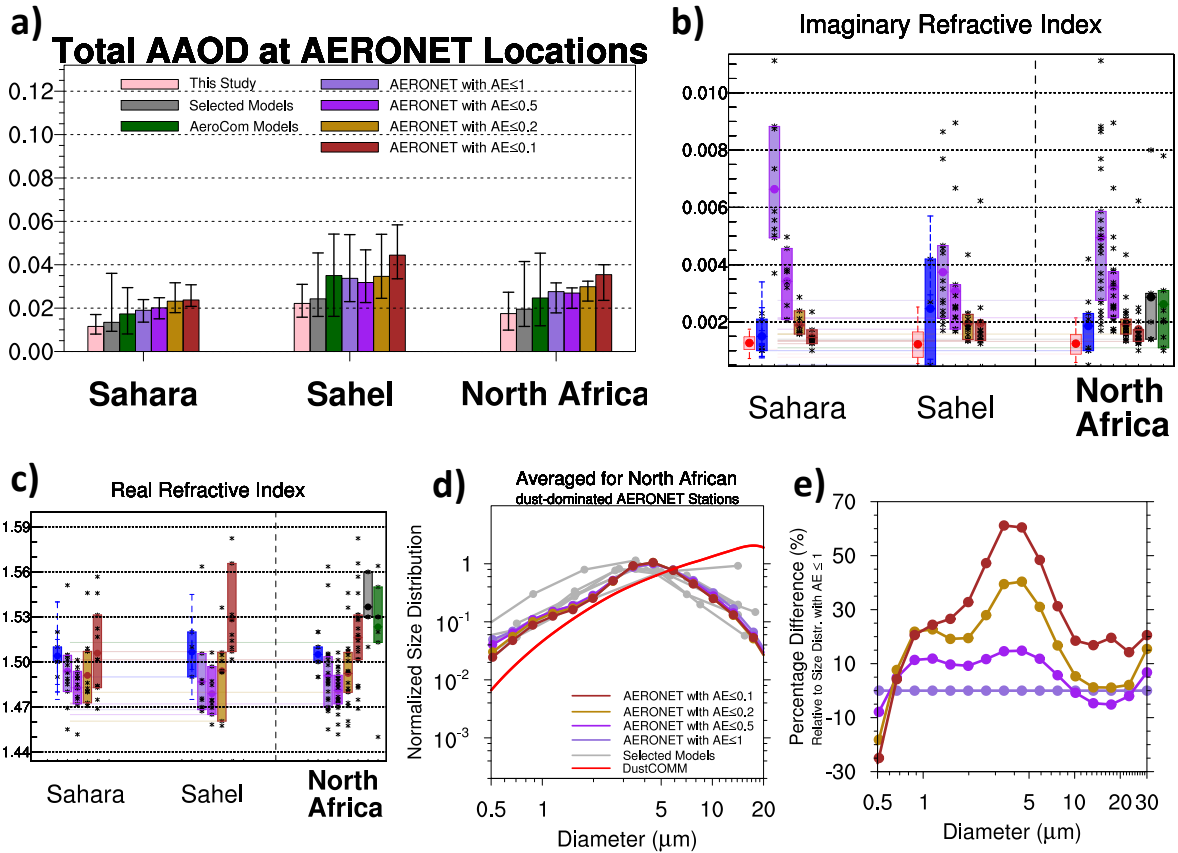 a)
Total AAOD at AERONET Locations
This Study
Selected Models
AeroCom Models
AERONET with AE≤1
AERONET with AE≤0.5
AERONET with AE≤0.2
AERONET with AE≤0.1
0.12
0.10
0.08
0.06
0.04
0.02
0.00
Sahara
Sahel
North Africa
b)
Imaginary Refractive Index
0.010
0.008
0.006
0.004
0.002
Sahara
Sahel
North
Africa
c)
Real Refractive Index
1.59
1.56
1.53
1.50
1.47
1.44
Sahara
Sahel
North
Africa
d)
Averaged for North African
dust-dominated AERONET Stations
Normalized Size Distribution
1
10-1
10-2
10-3
AERONET with AE≤0.1
AERONET with AE≤0.2
AERONET with AE≤0.5
AERONET with AE≤1
Selected Models
DustCOMM
0.5
1
5
10
20
Diameter (μm)
e)
Percentage Difference (%)
Relative to Size Distr. with AE ≤ 1
70
50
30
10
-10
-30
0.5
1
5
10
20
30
Diameter (μm)